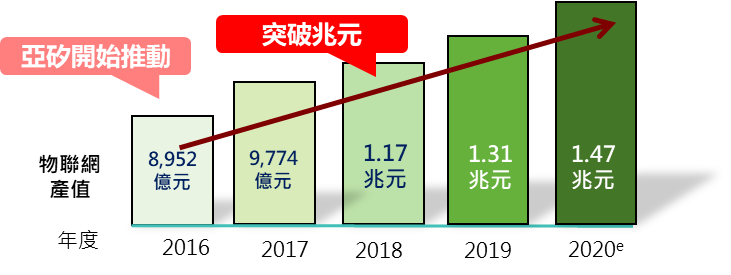 亞矽開始推動
突破兆元
物聯網
產值
8,952
億元
9,774
億元
1.17
兆元
1.31
兆元
1.47
兆元
年度
2016
2017
2018
2019
2020e